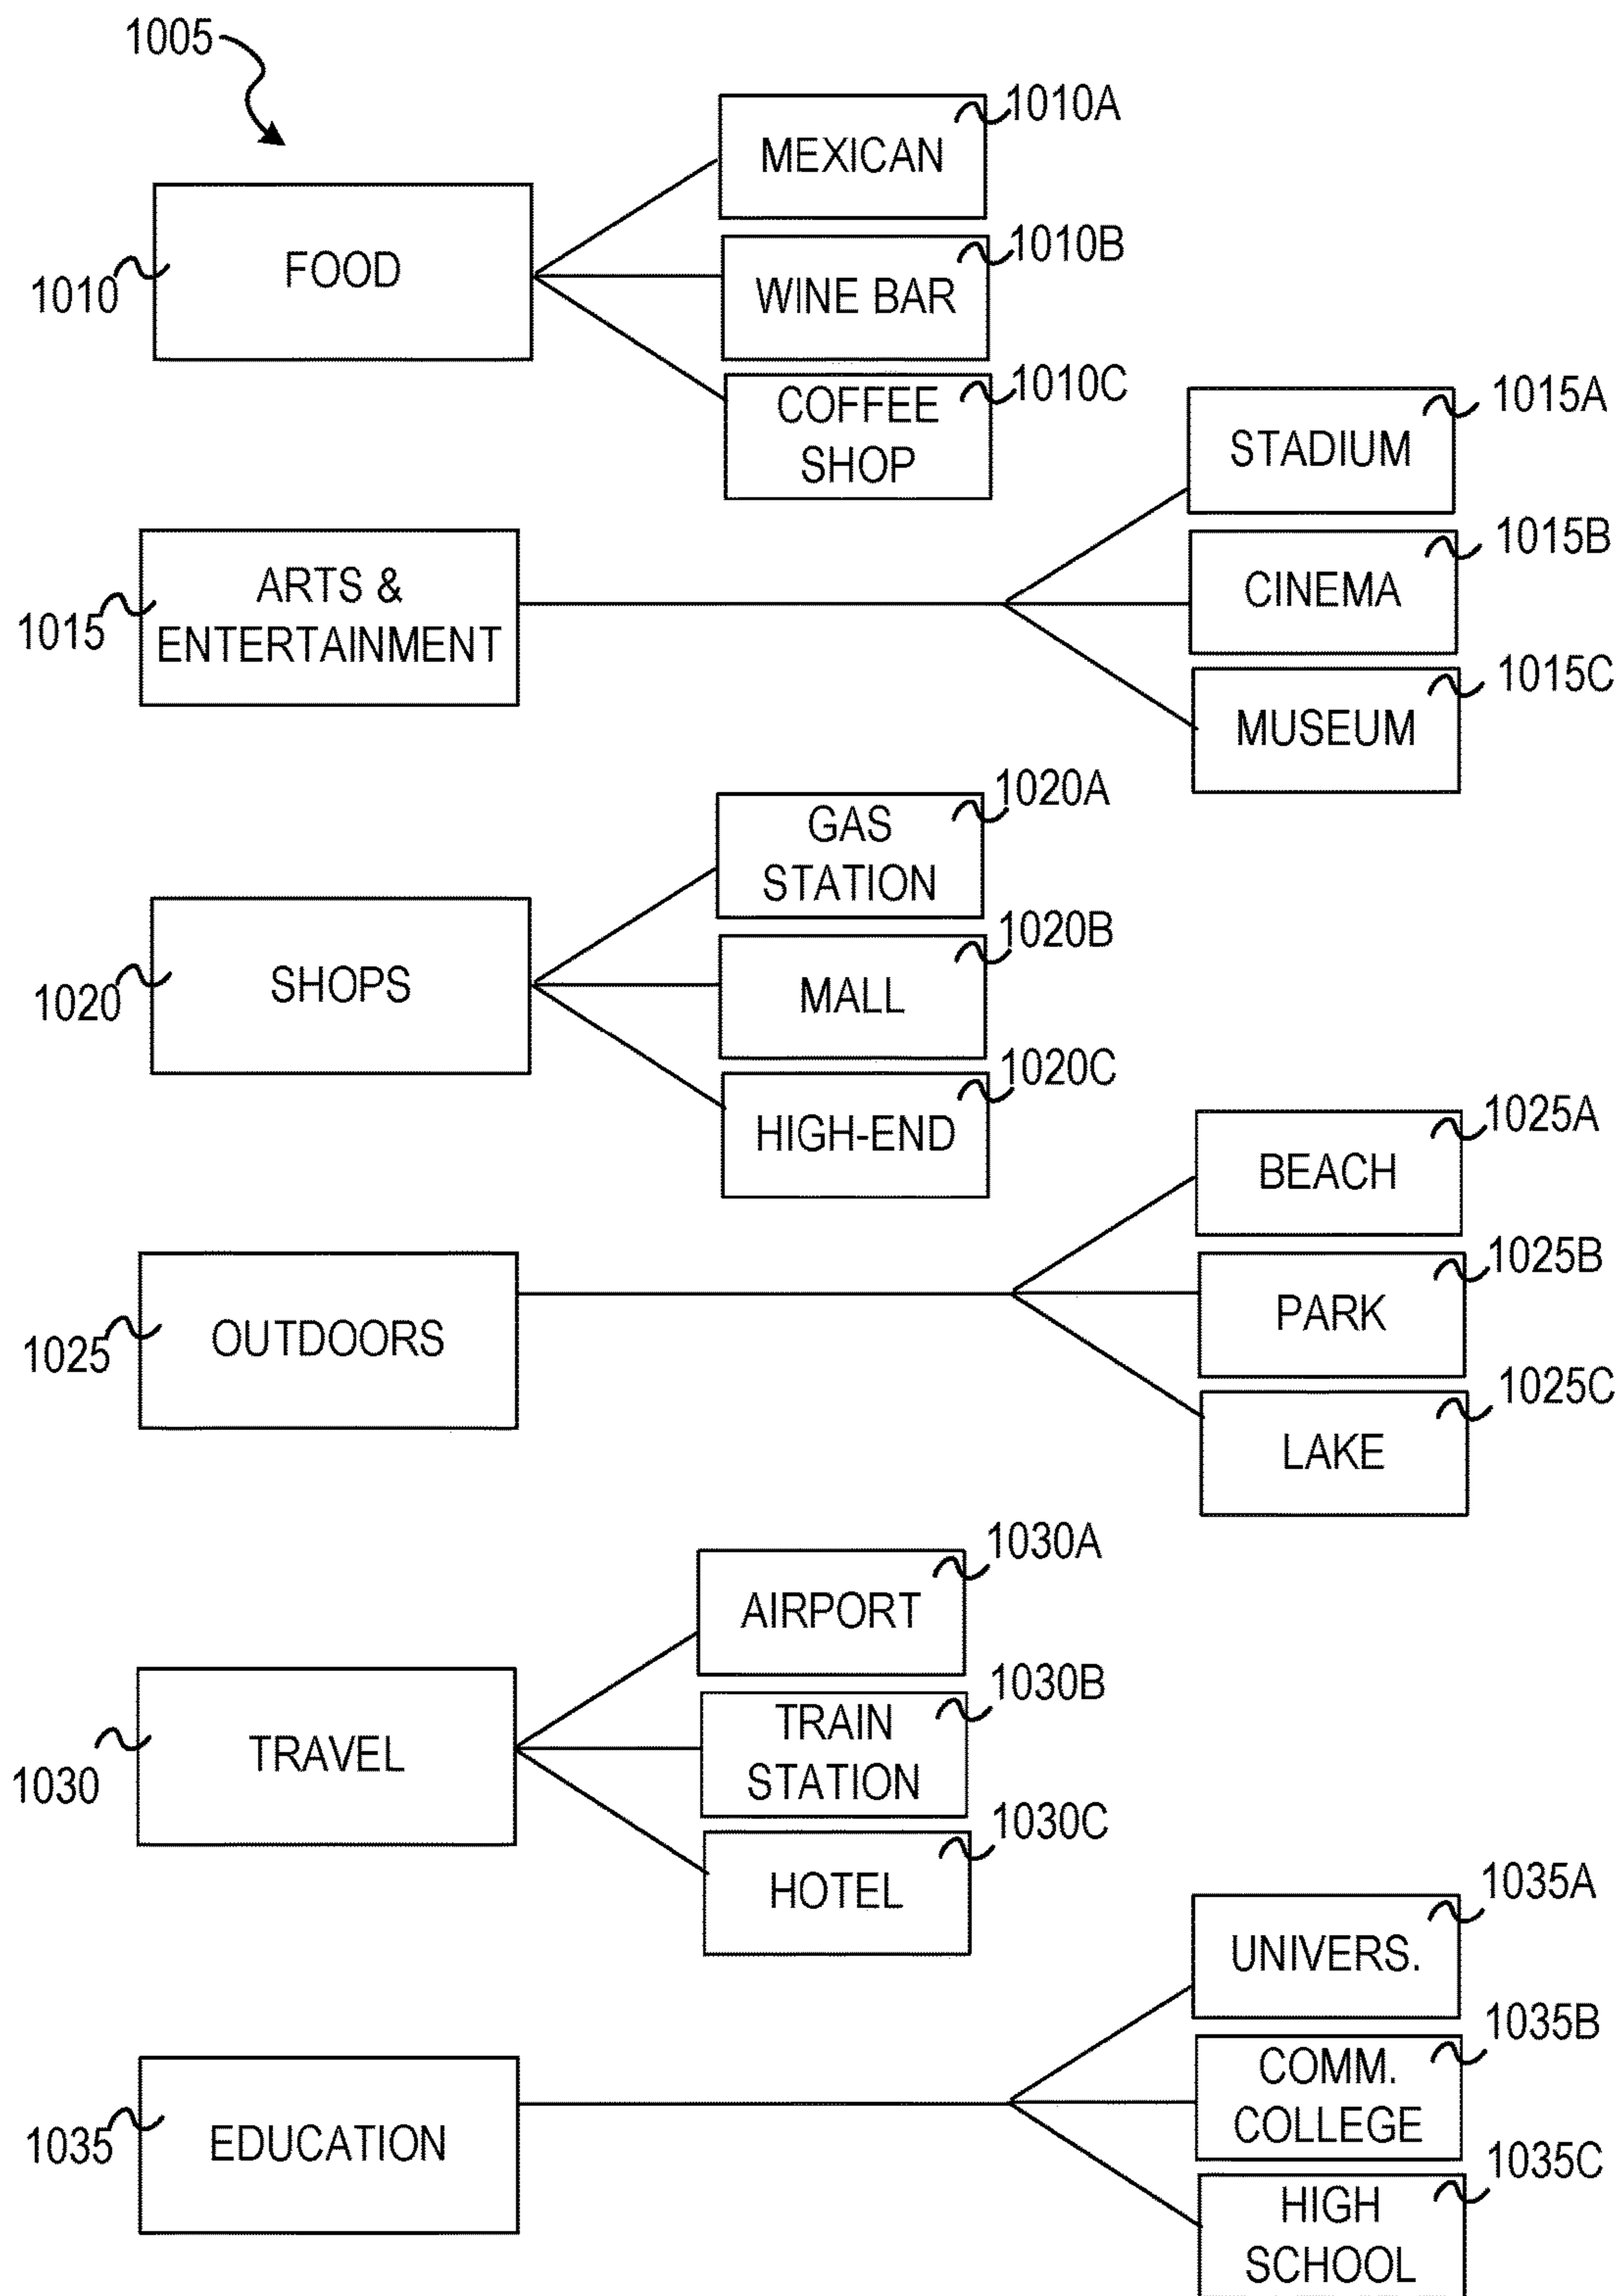 1005
1010A
MEXICAN
1010
FOOD
1010B
WINE BAR
1010C
COFFEE
SHOP
1015A
STADIUM
1015
ARTS &
ENTERTAINMENT
1015B
CINEMA
1015C
MUSEUM
1020A
GAS
STATION
1020
SHOPS
1020B
MALL
1020C
HIGH-END
1025A
BEACH
1025
OUTDOORS
1025B
PARK
1025C
LAKE
1030A
AIRPORT
1030
TRAVEL
1030B
TRAIN
STATION
1030C
HOTEL
1035A
UNIVERS.
1035
EDUCATION
1035B
COMM.
COLLEGE
1035C
HIGH
SCHOOL